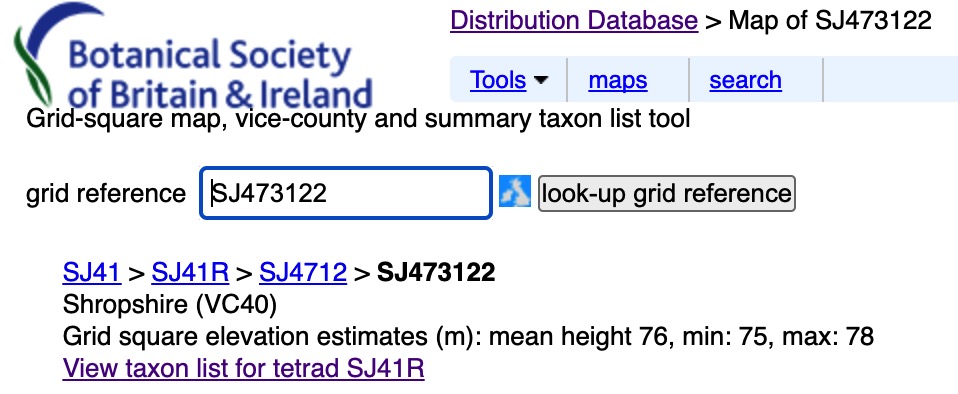 Botanical Society
of Britain & Ireland
Distribution Database > Map of SJ473122
Tools maps search
Grid-square map, vice-county and summary taxon list tool
grid reference SJ473122 look-up grid reference
SJ41 > SJ41R > SJ4712 > SJ473122
Shropshire (VC40)
Grid square elevation estimates (m): mean height 76, min: 75, max: 78
View taxon list for tetrad SJ41R